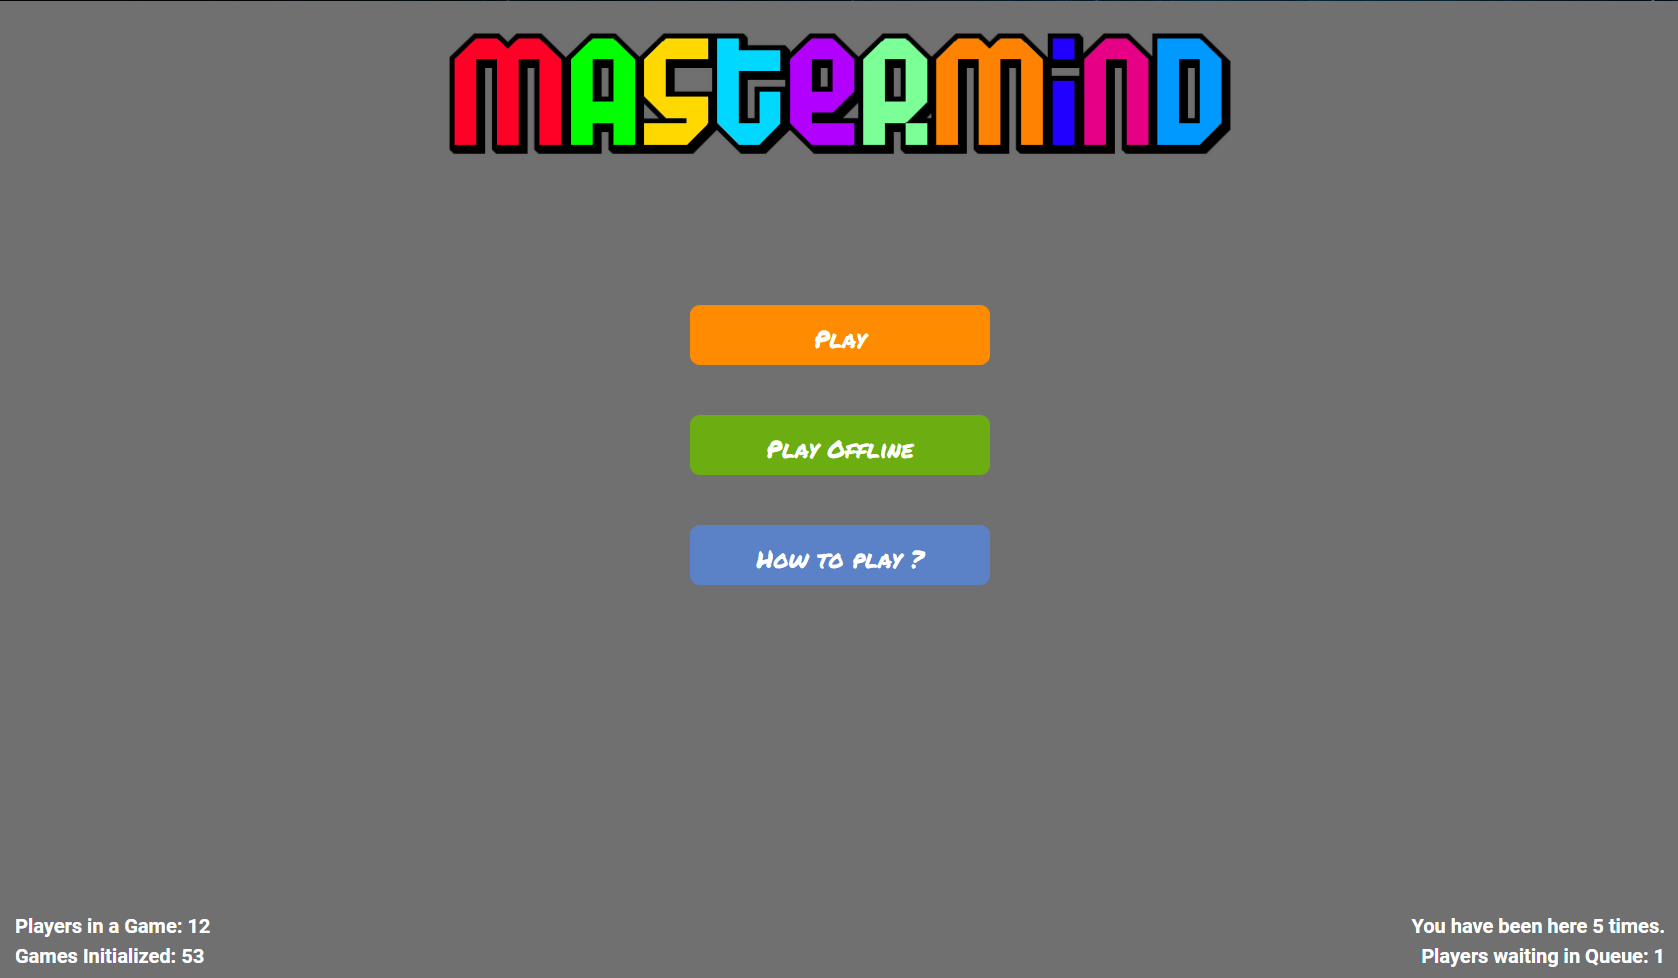 MASTERMIND
Play
Play Offline
How to play ?
Players in a Game: 12
Games Initialized: 53
You have been here 5 times.
Players waiting in Queue: 1